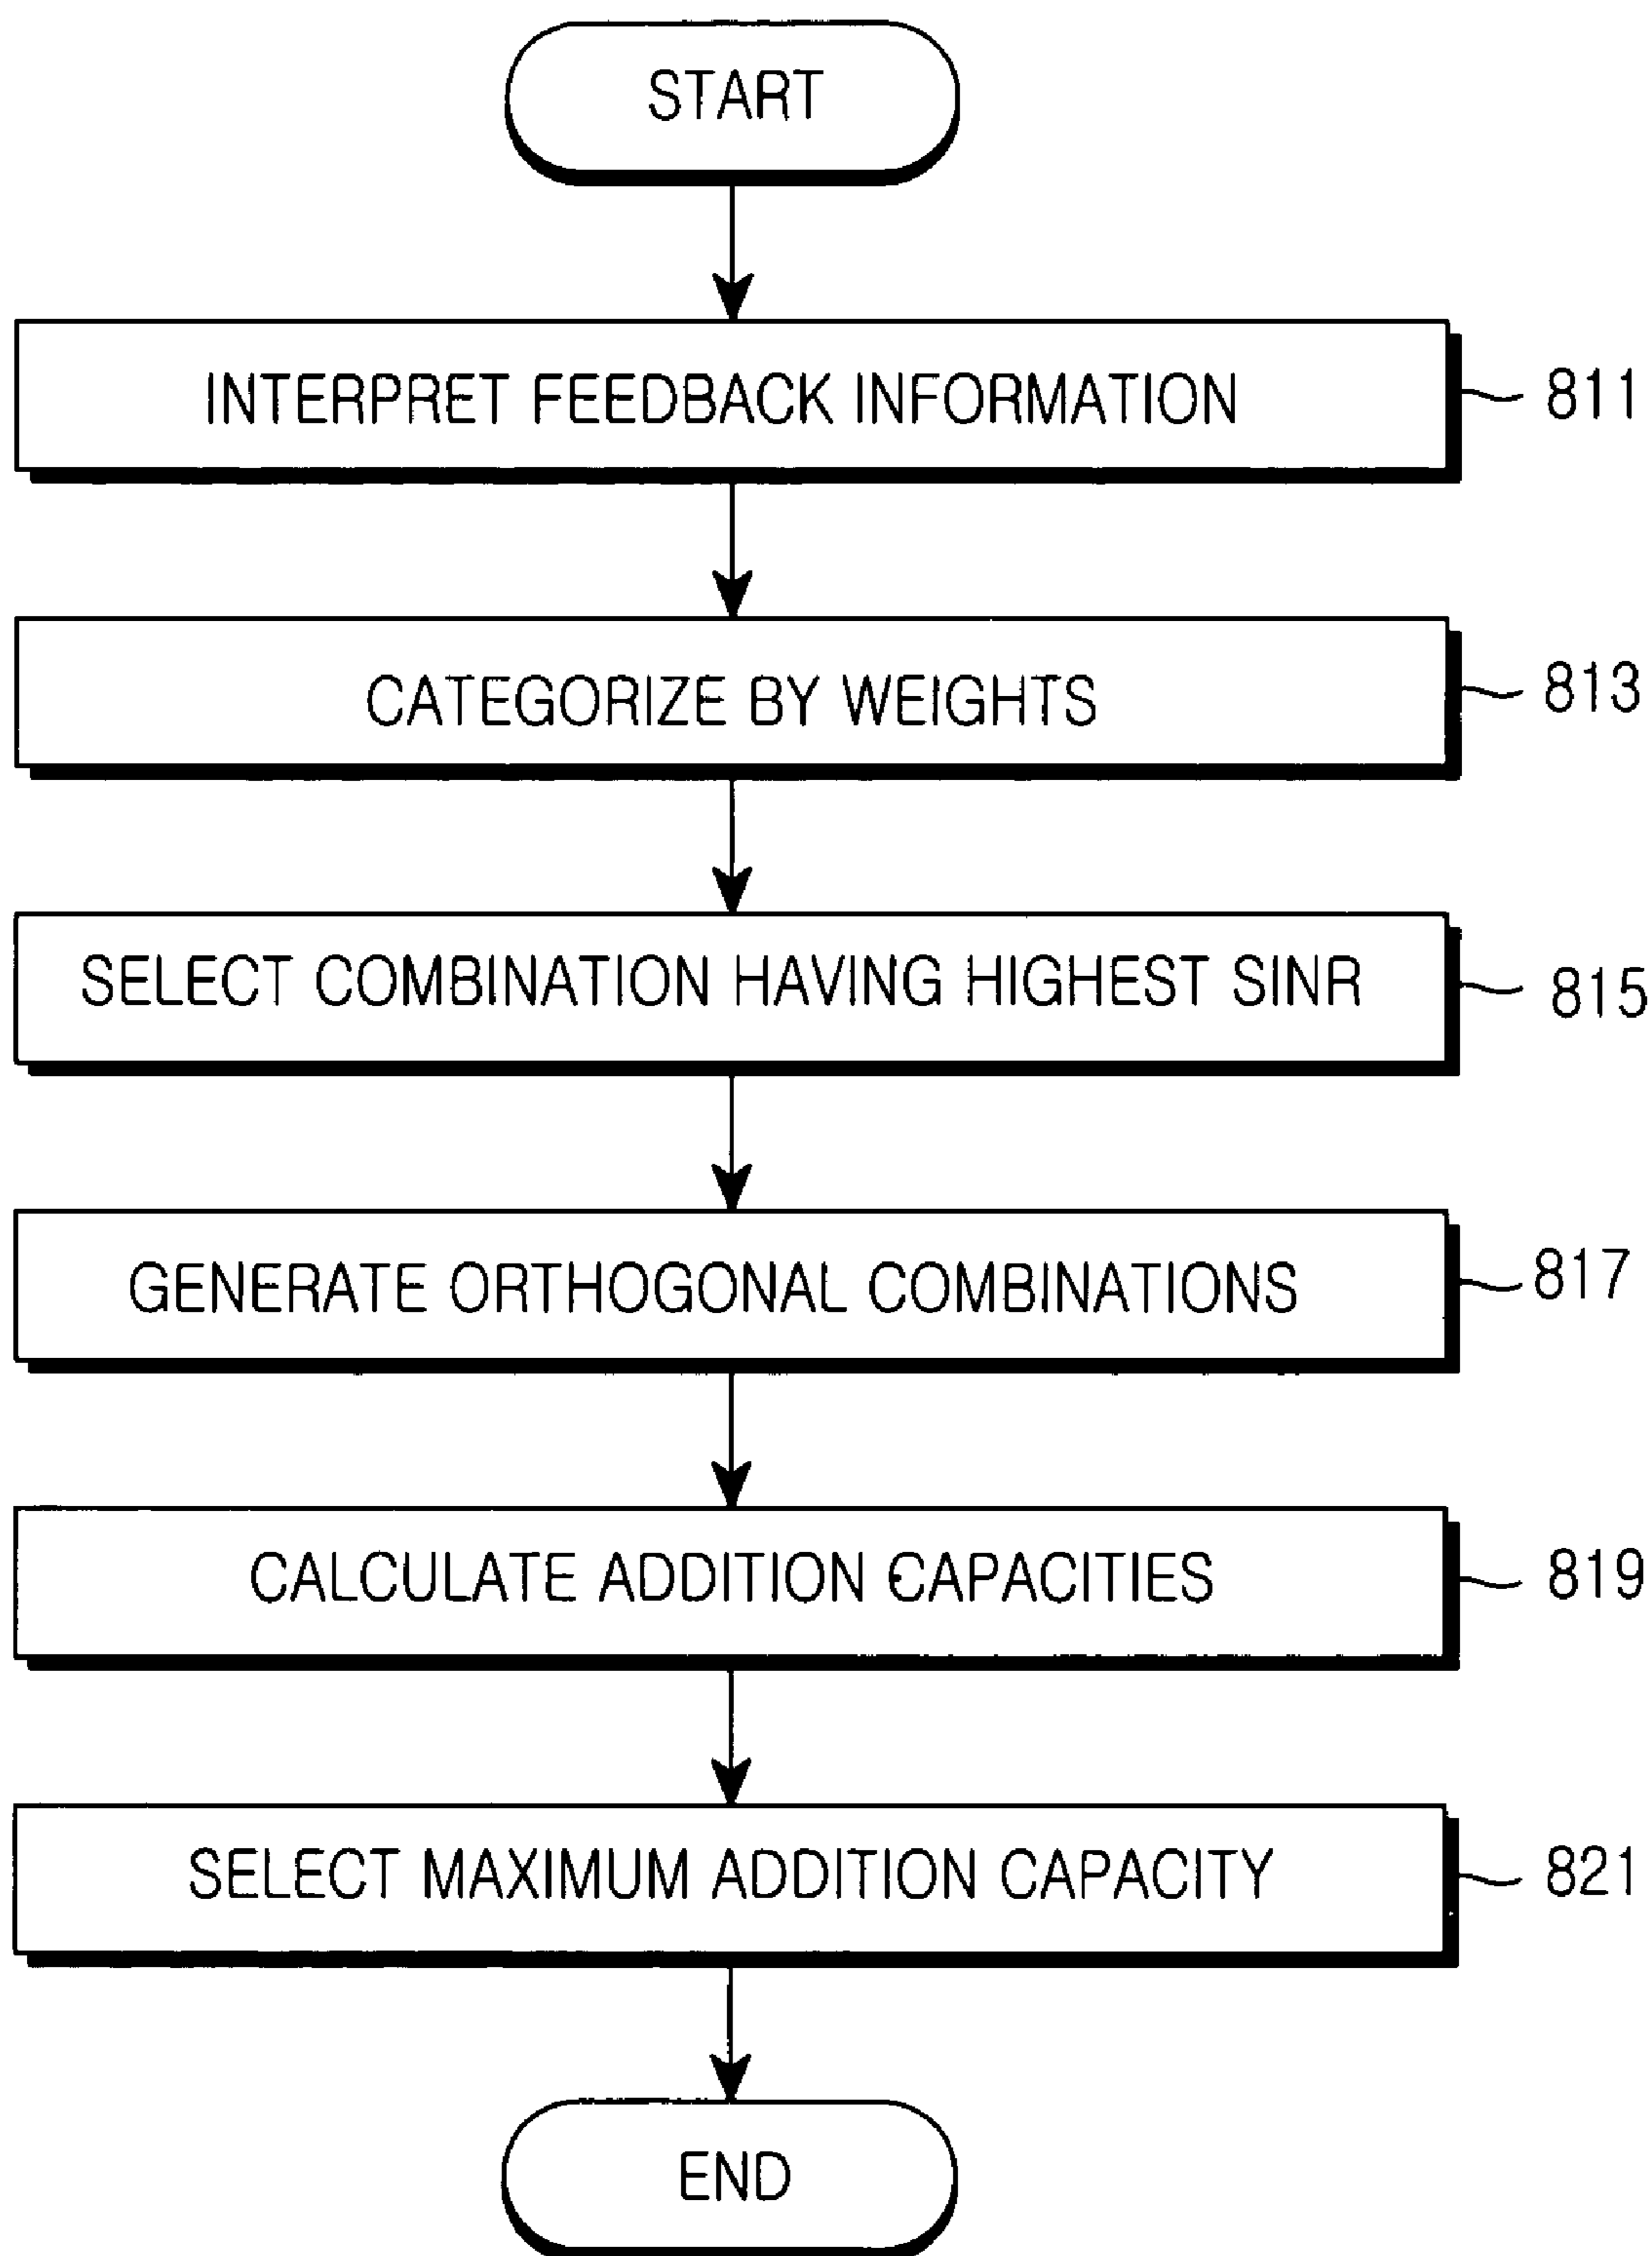 START
INTERPRET FEEDBACK INFORMATION
811
CATEGORIZE BY WEIGHTS
813
SELECT COMBINATION HAVING HIGHEST SINR
815
GENERATE ORTHOGONAL COMBINATIONS
817
CALCULATE ADDITION CAPACITIES
819
SELECT MAXIMUM ADDITION CAPACITY
821
END